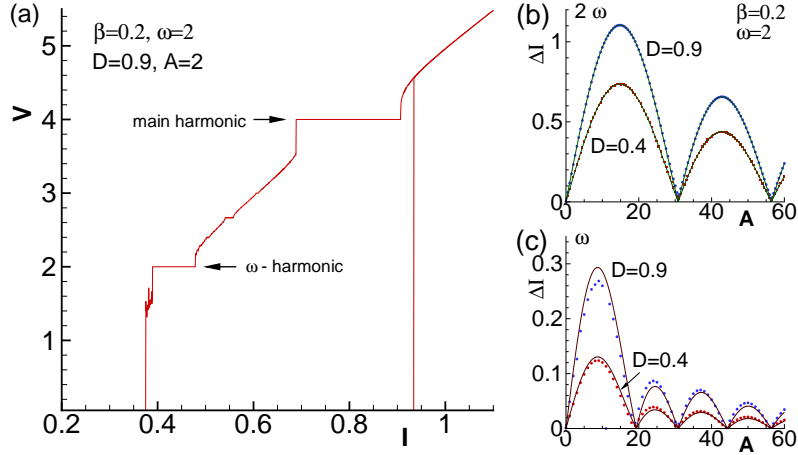 (a)
β=0.2, ω=2
D=0.9, A=2
main harmonic
ω - harmonic
V
5
4
3
2
1
0.2
0.4
0.6
0.8
1
I
(b)
2 ω
β=0.2
ω=2
ΔI
D=0.9
D=0.4
1
0.5
0
0
20
40
60
A
(c)
ω
ΔI
D=0.9
D=0.4
0.3
0.2
0.1
0
0
20
40
60
A